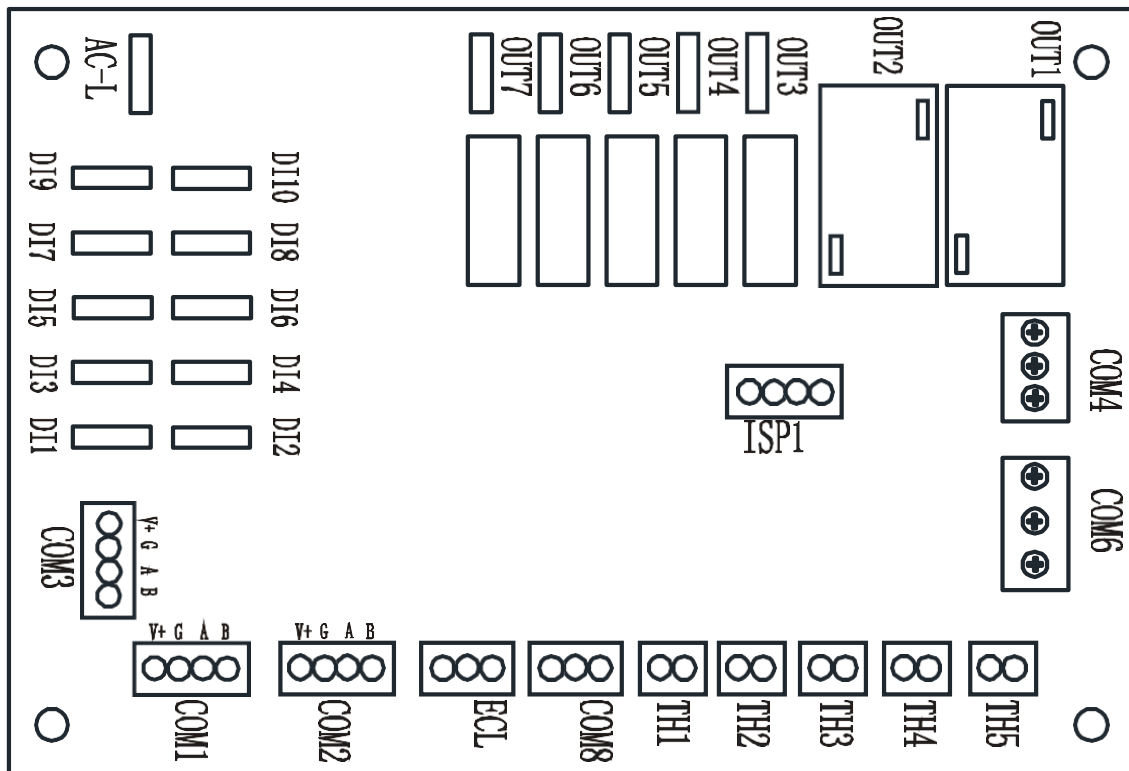 AC-L
OUT7
OUT6
OUT5
OUT4
OUT3
OUT2
OUT1
DI9
DI10
DI7
DI8
DI5
DI6
DI3
DI4
DI1
DI2
ISP1
COM4
COM6
COM3
V+
G
A
B
V+ G A B
COM1
V+ G A B
COM2
ECL
COM8
TH1
TH2
TH3
TH4
TH5